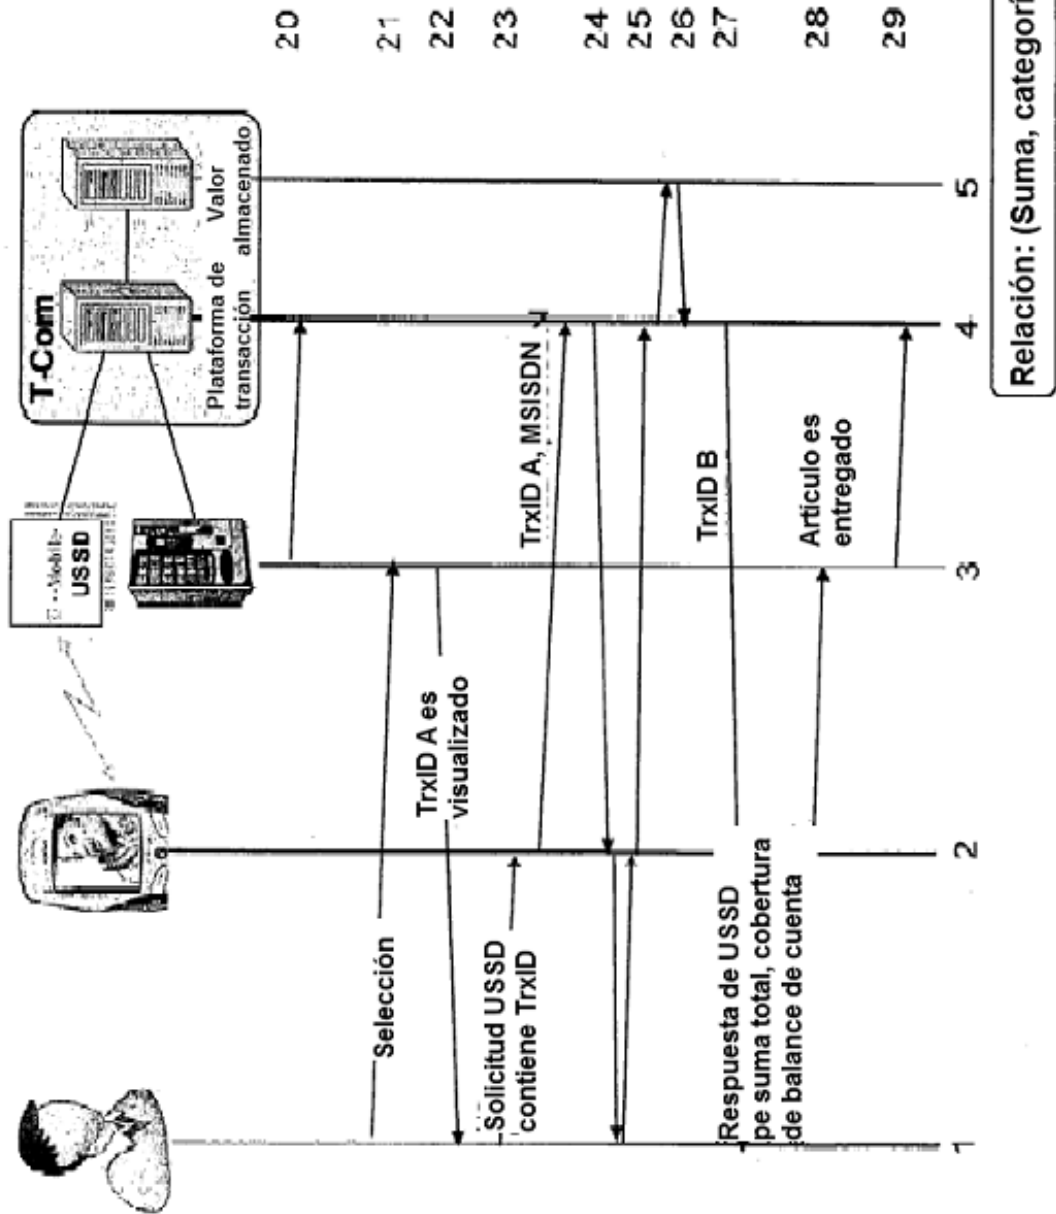 T-Com
Plataforma de
transacción
Valor
almacenado
USSD
20
21
22
23
24
25
26
27
28
29
Selección
TrxID A es
visualizado
Solicitud USSD
contiene TrxID
TrxID A, MSISDN
TrxID B
Respuesta de USSD
pe suma total, cobertura
de balance de cuenta
Articulo es
entregado
1
2
3
4
5
Relación: (Suma, categorí